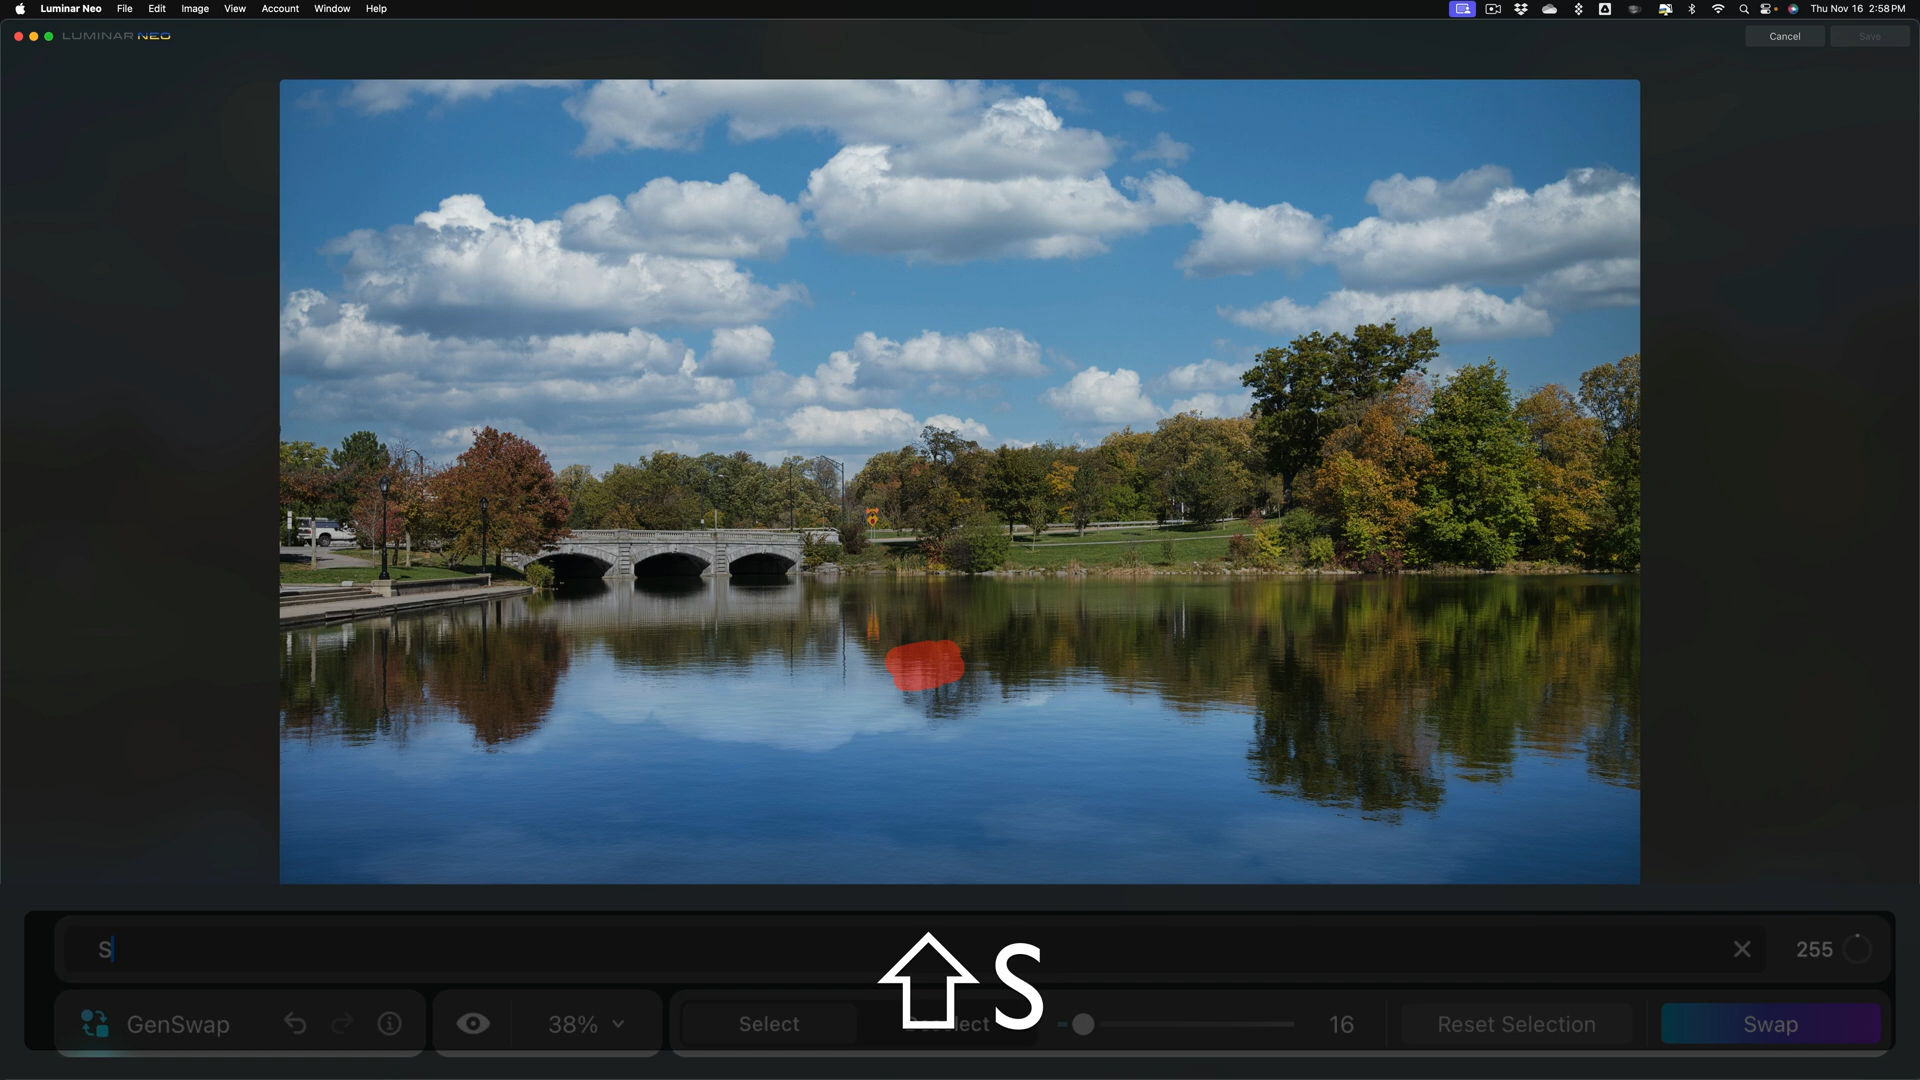 Luminar Neo File Edit Image View Account Window Help
Thu Nov 16 2:58 PM
LUMINAR NEO
Cancel
Save
S
255
⇧S
GenSwap
38%
Select
16
Reset Selection
Swap